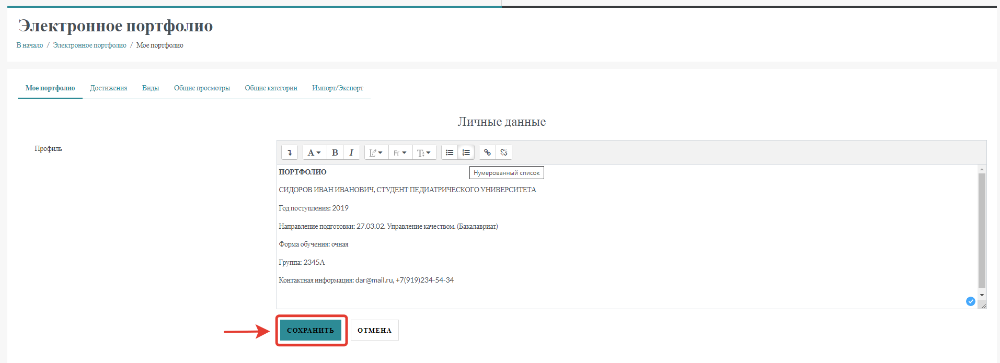 Электронное портфолио
В начало / Электронное портфолио / Мое портфолио
Мое портфолио Достижения Виды Общие просмотры Общие категории Импорт/Экспорт
Личные данные
Профиль
A B I Ff T
Нумерованный список
ПОРТФОЛИО
СИДОРОВ ИВАН ИВАНОВИЧ, СТУДЕНТ ПЕДИАТРИЧЕСКОГО УНИВЕРСИТЕТА
Год поступления: 2019
Направление подготовки: 27.03.02. Управление качеством. (Бакалавриат)
Форма обучения: очная
Группа: 2345А
Контактная информация: dar@mail.ru, +7(919)234-54-34
СОХРАНИТЬ ОТМЕНА